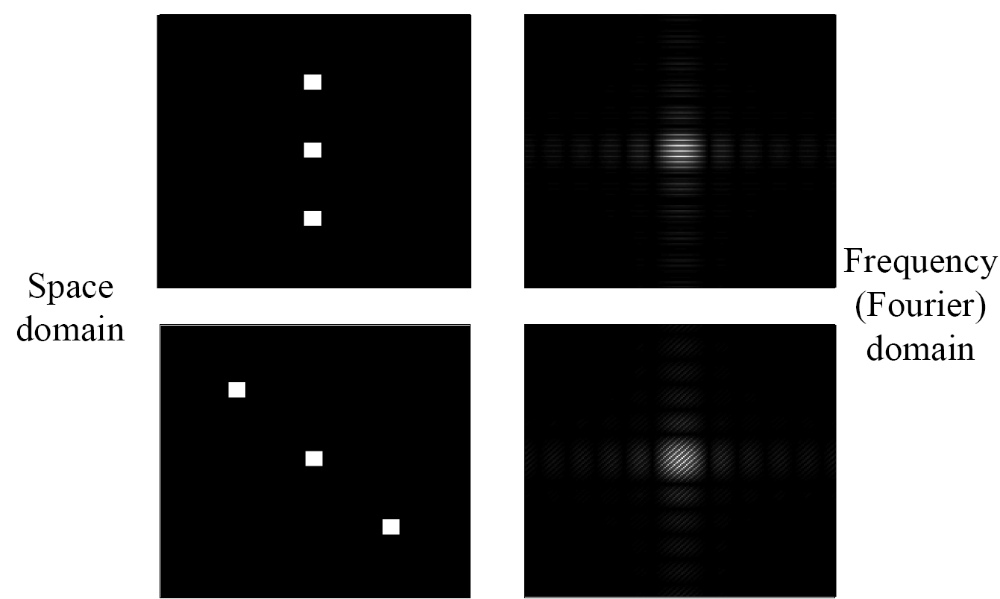 Space
domain
Frequency
(Fourier)
domain